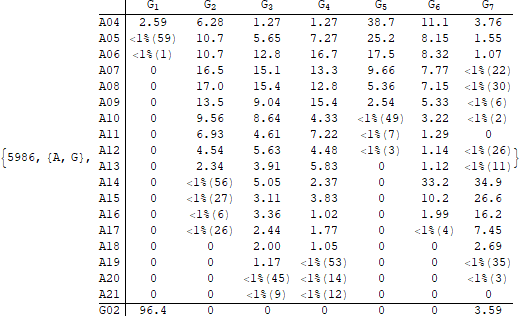 G1 G2 G3 G4 G5 G6 G7
A04 2.59 6.28 1.27 1.27 38.7 11.1 3.76
A05 <1%(59) 10.7 5.65 7.27 25.2 8.15 1.55
A06 <1%(1) 10.7 12.8 16.7 17.5 8.32 1.07
A07 0 16.5 15.1 13.3 9.66 7.77 <1%(22)
A08 0 17.0 15.4 12.8 5.36 7.15 <1%(30)
A09 0 13.5 9.04 15.4 2.54 5.33 <1%(6)
A10 0 9.56 8.64 4.33 <1%(49) 3.22 <1%(2)
A11 0 6.93 4.61 7.22 <1%(7) 1.29 0
A12 0 4.54 5.63 4.48 <1%(3) 1.14 <1%(26)
{5986, {A, G}, }
A13 0 2.34 3.91 5.83 0 1.12 <1%(11)
A14 0 <1%(56) 5.05 2.37 0 33.2 34.9
A15 0 <1%(27) 3.11 3.83 0 10.2 26.6
A16 0 <1%(6) 3.36 1.02 0 1.99 16.2
A17 0 <1%(26) 2.44 1.77 0 <1%(4) 7.45
A18 0 0 2.00 1.05 0 0 2.69
A19 0 0 1.17 <1%(53) 0 0 <1%(35)
A20 0 0 <1%(45) <1%(14) 0 0 <1%(3)
A21 0 0 <1%(9) <1%(12) 0 0 0
G02 96.4 0 0 0 0 0 3.59